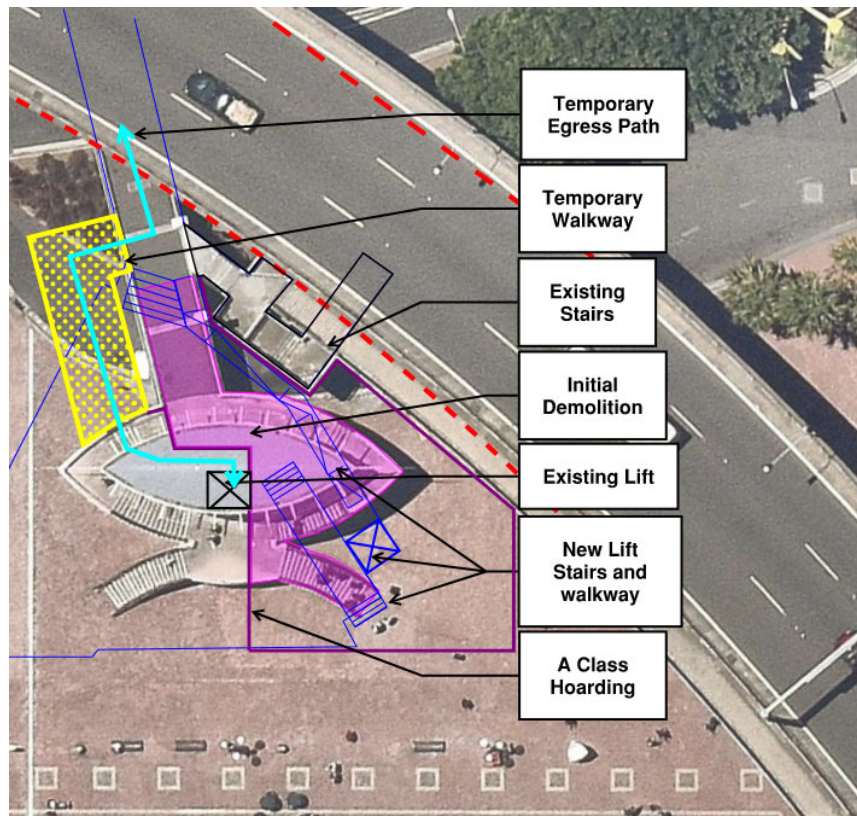 Temporary
Egress Path
Temporary
Walkway
Existing
Stairs
Initial
Demolition
Existing Lift
New Lift
Stairs and
walkway
A Class
Hoarding